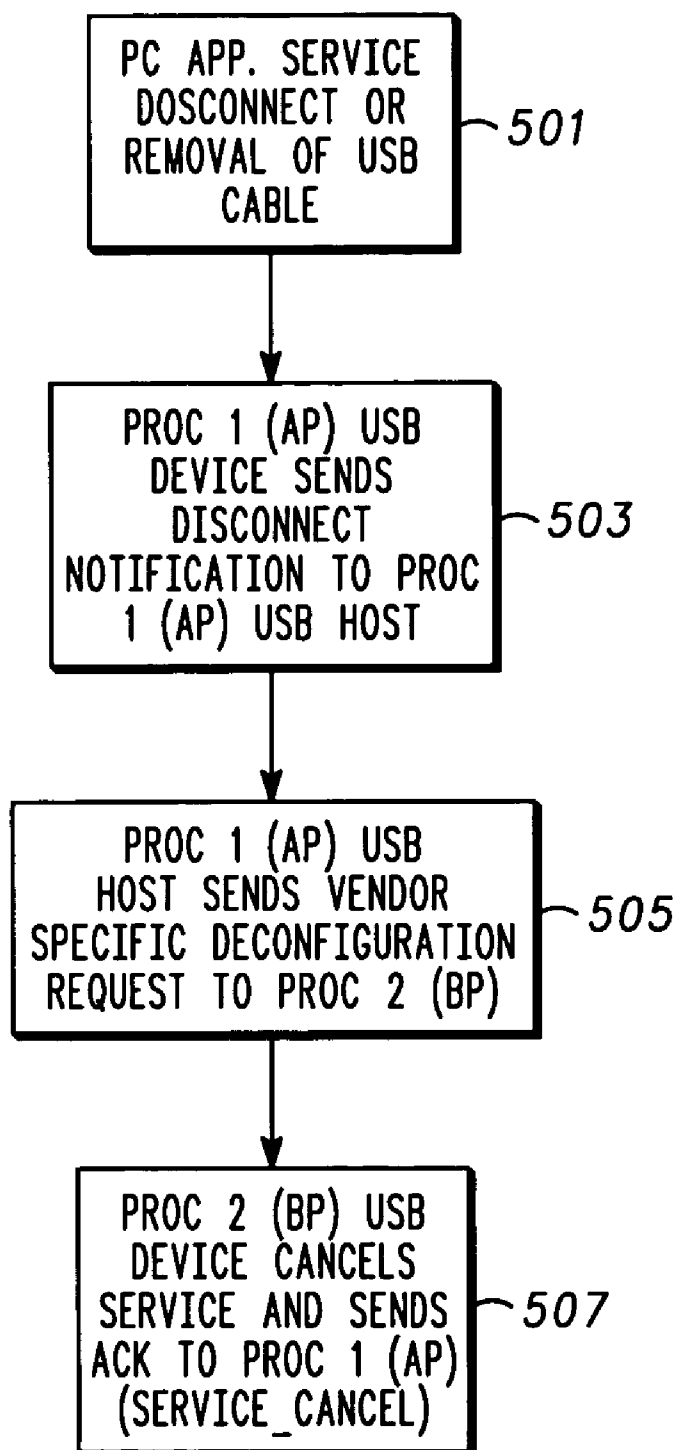 PC APP. SERVICE
DOSCONNECT OR
REMOVAL OF USB
CABLE
501
PROC 1 (AP) USB
DEVICE SENDS
DISCONNECT
NOTIFICATION TO PROC
1 (AP) USB HOST
503
PROC 1 (AP) USB
HOST SENDS VENDOR
SPECIFIC DECONFIGURATION
REQUEST TO PROC 2 (BP)
505
PROC 2 (BP) USB
DEVICE CANCELS
SERVICE AND SENDS
ACK TO PROC 1 (AP)
(SERVICE_CANCEL)
507